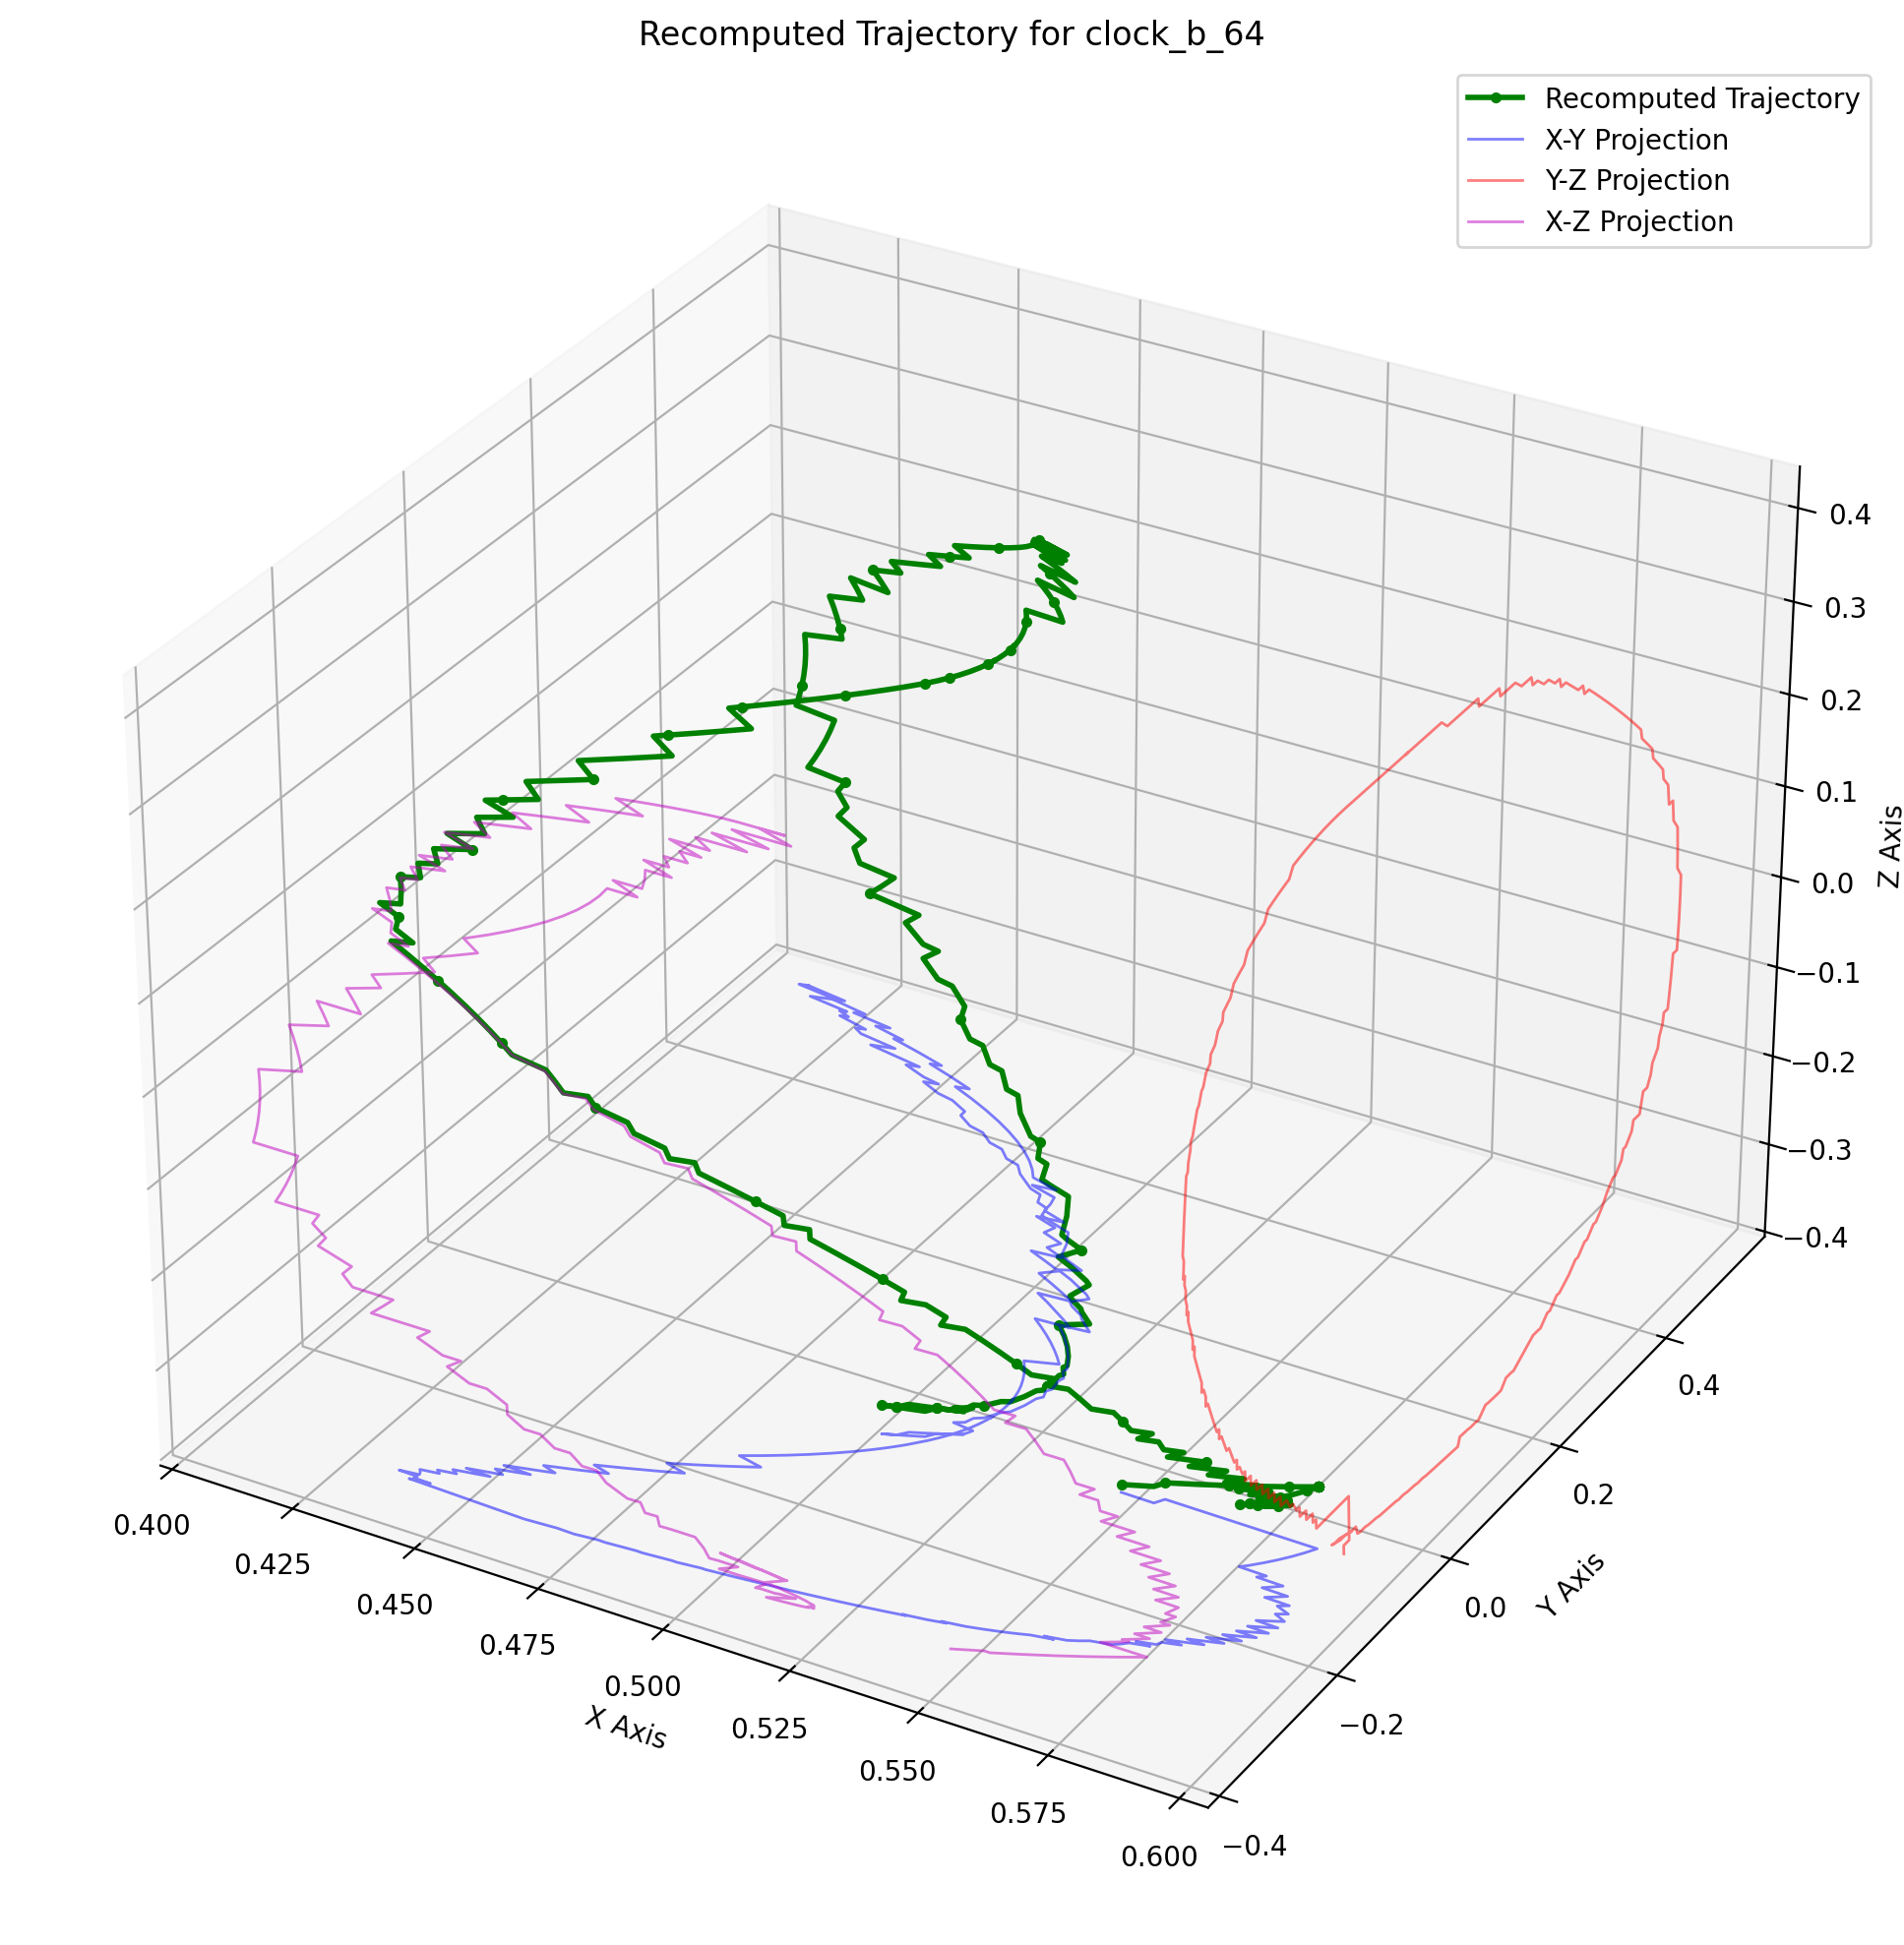 Recomputed Trajectory for clock_b_64
Recomputed Trajectory
X-Y Projection
Y-Z Projection
X-Z Projection
0.4
0.3
0.2
0.1
0.0
−0.1
−0.2
−0.3
−0.4
Z Axis
0.4
0.2
0.0
−0.2
−0.4
Y Axis
0.400
0.425
0.450
0.475
0.500
0.525
0.550
0.575
0.600
X Axis